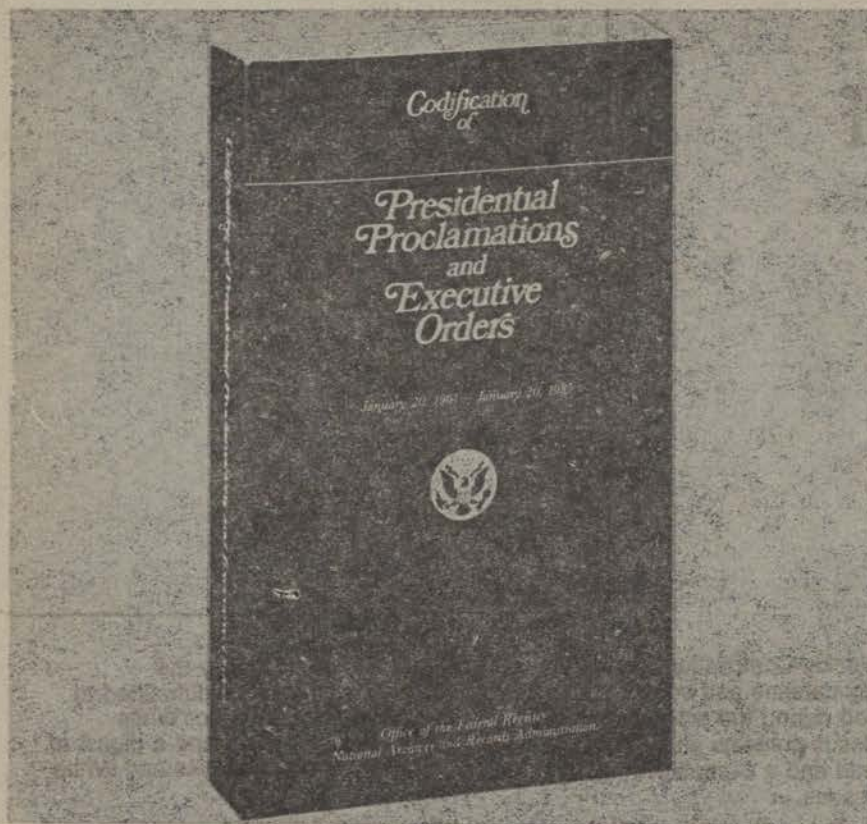 Codification
of
Presidential
Proclamations
and
Executive
Orders
January 20, 1961 — January 20, 1985
Office of the Federal Register
National Archives and Records Administration